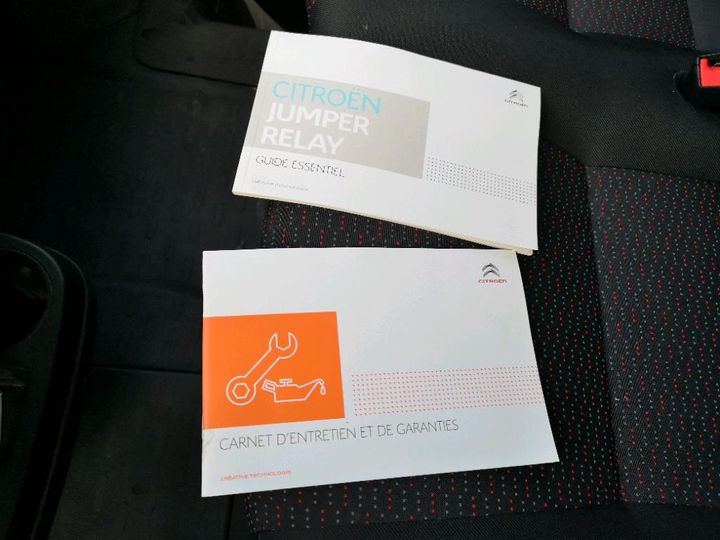 CITROËN
JUMPER
RELAY
GUIDE ESSENTIEL
CITROËN
CITROËN
CARNET D'ENTRETIEN ET DE GARANTIES
CRÉATIVE TECHNOLOGIE